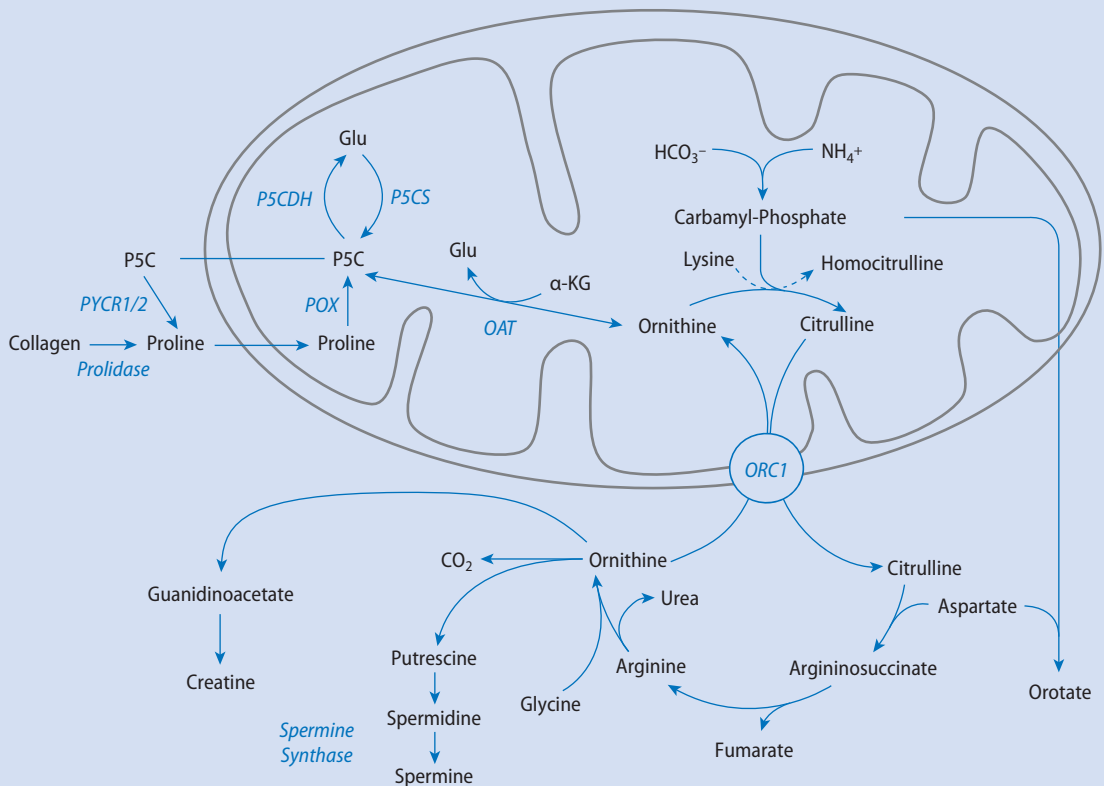 Glu
HCO₃⁻
NH₄⁺
P5CDH
P5CS
Carbamyl-Phosphate
P5C
P5C
Glu
Lysine
Homocitrulline
α-KG
PYCR1/2
POX
OAT
Ornithine
Citrulline
Collagen
Proline
Proline
Prolidase
ORC1
CO₂
Ornithine
Citrulline
Guanidinoacetate
Urea
Aspartate
Putrescine
Arginine
Argininosuccinate
Creatine
Orotate
Glycine
Spermidine
Spermine
Synthase
Fumarate
Spermine